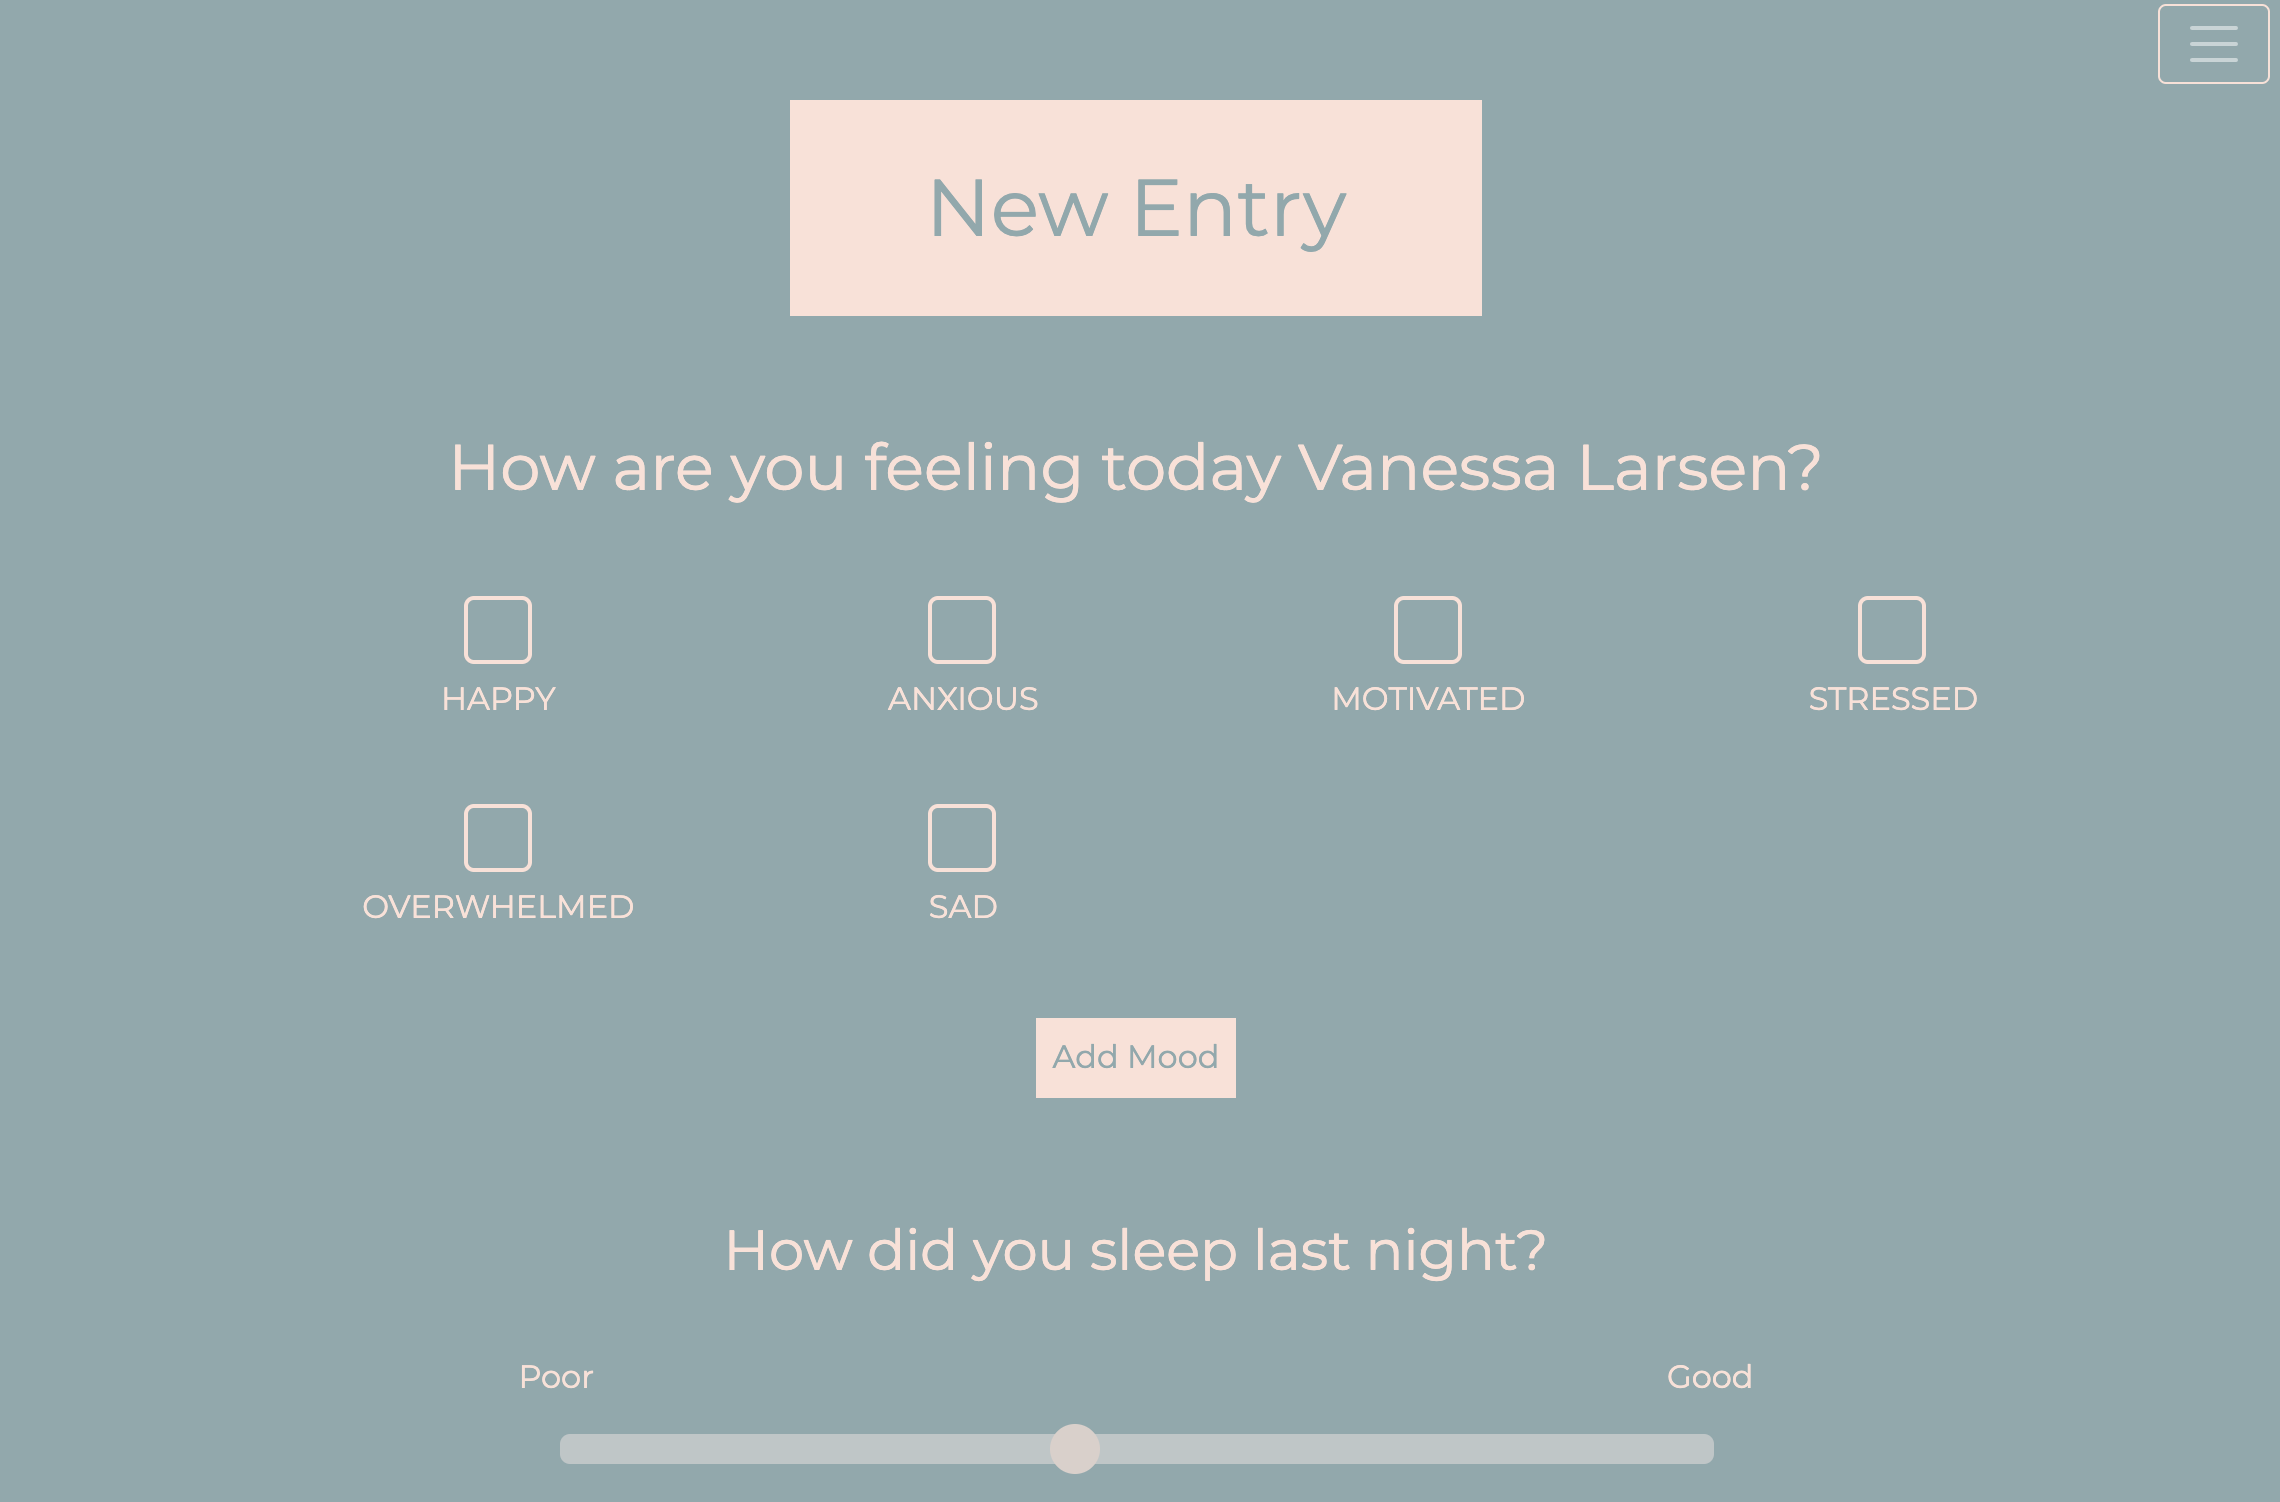 New Entry
How are you feeling today Vanessa Larsen?
HAPPY ANXIOUS MOTIVATED STRESSED
OVERWHELMED SAD
Add Mood
How did you sleep last night?
Poor Good